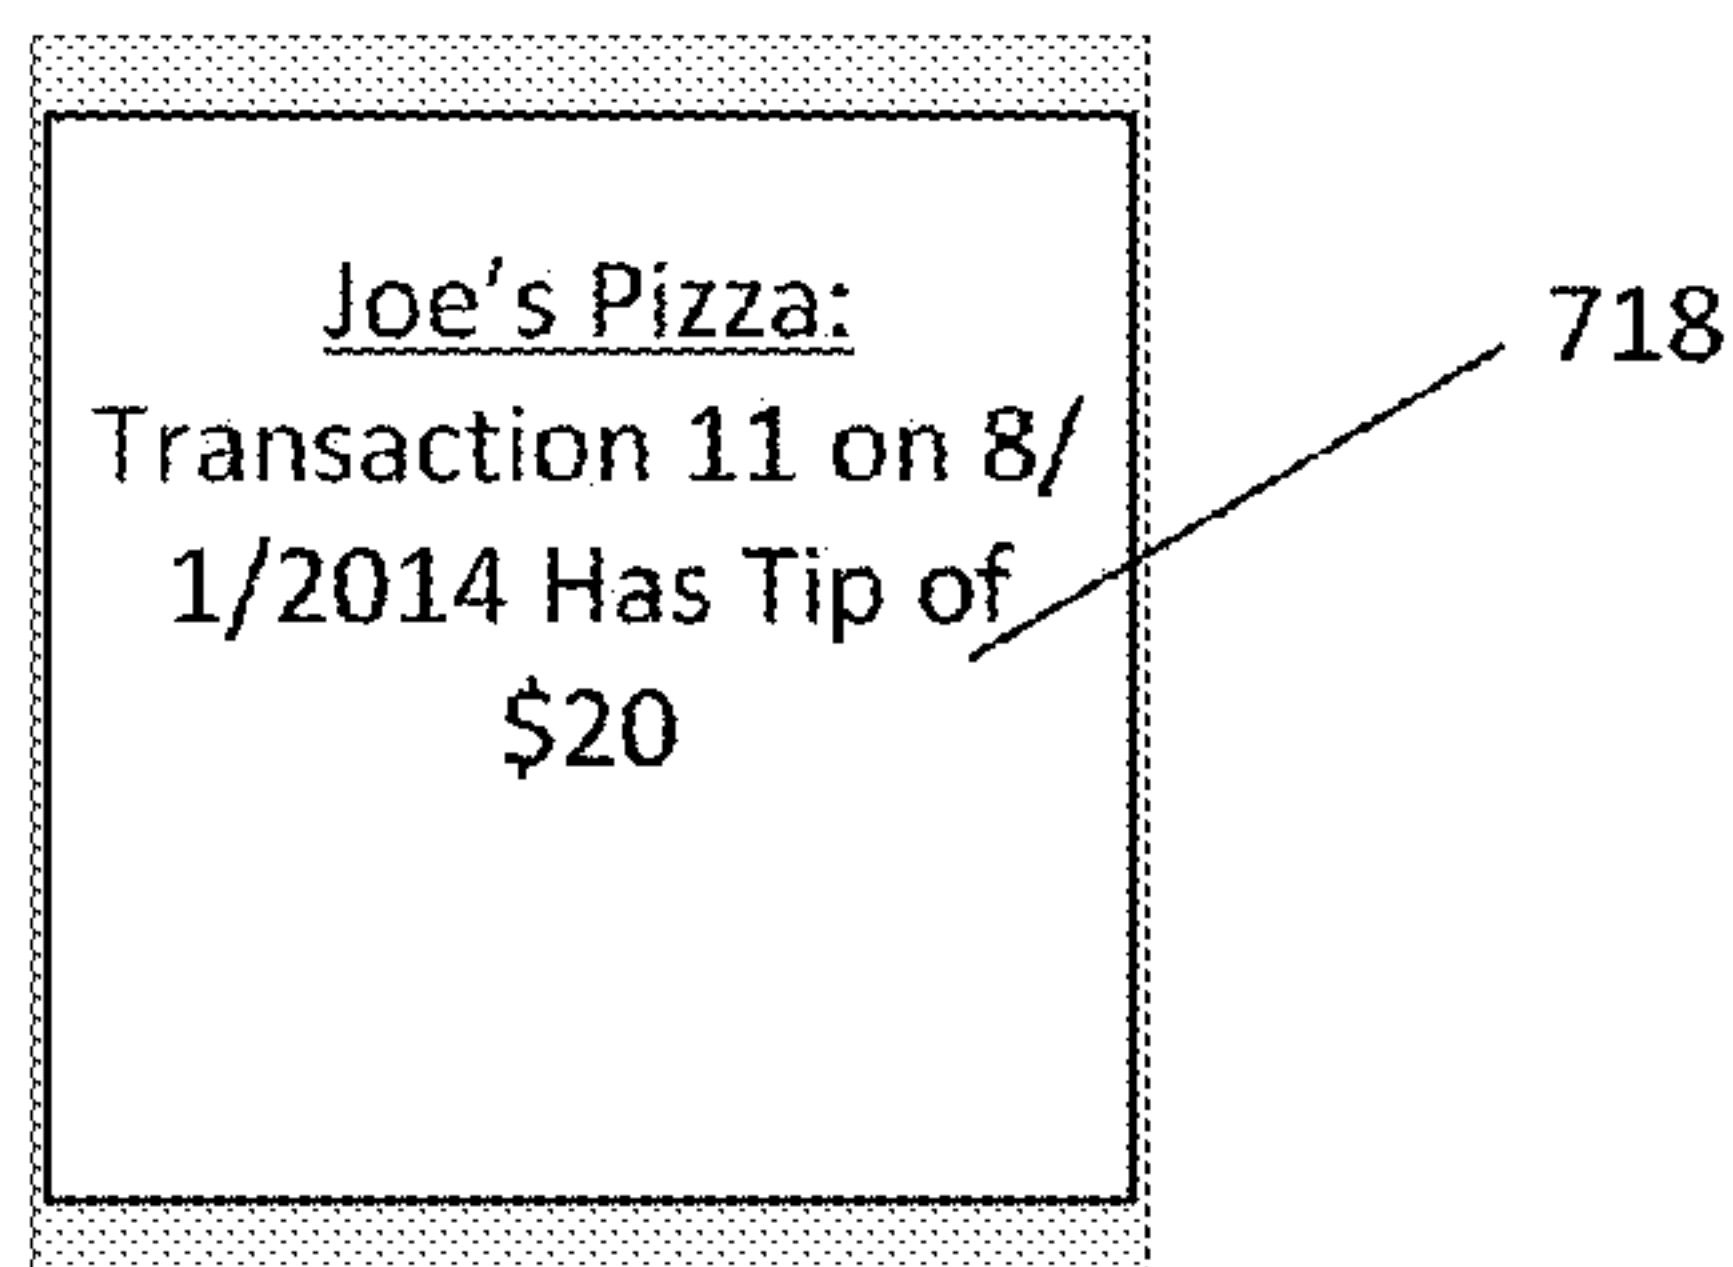 Joe's Pizza:
718
Transaction 11 on 8/
1/2014 Has Tip of
$20